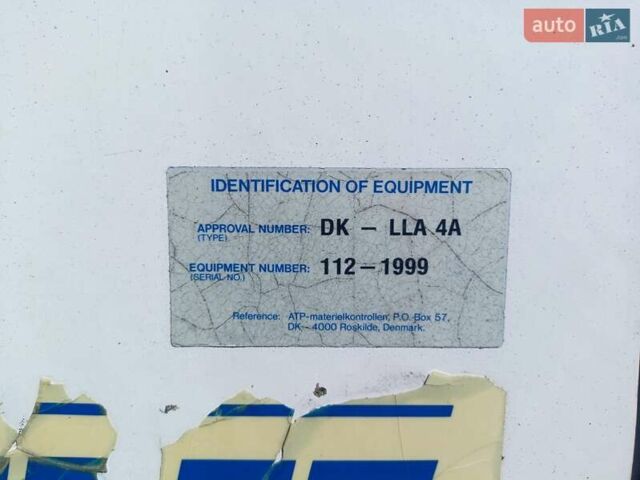 auto RIA.com
IDENTIFICATION OF EQUIPMENT
APPROVAL NUMBER: DK – LLA 4A
(TYPE)
EQUIPMENT NUMBER: 112 – 1999
(SERIAL NO.)
Reference: ATP-materielkontrollen, P.O. Box 57,
DK – 4000 Roskilde, Denmark.